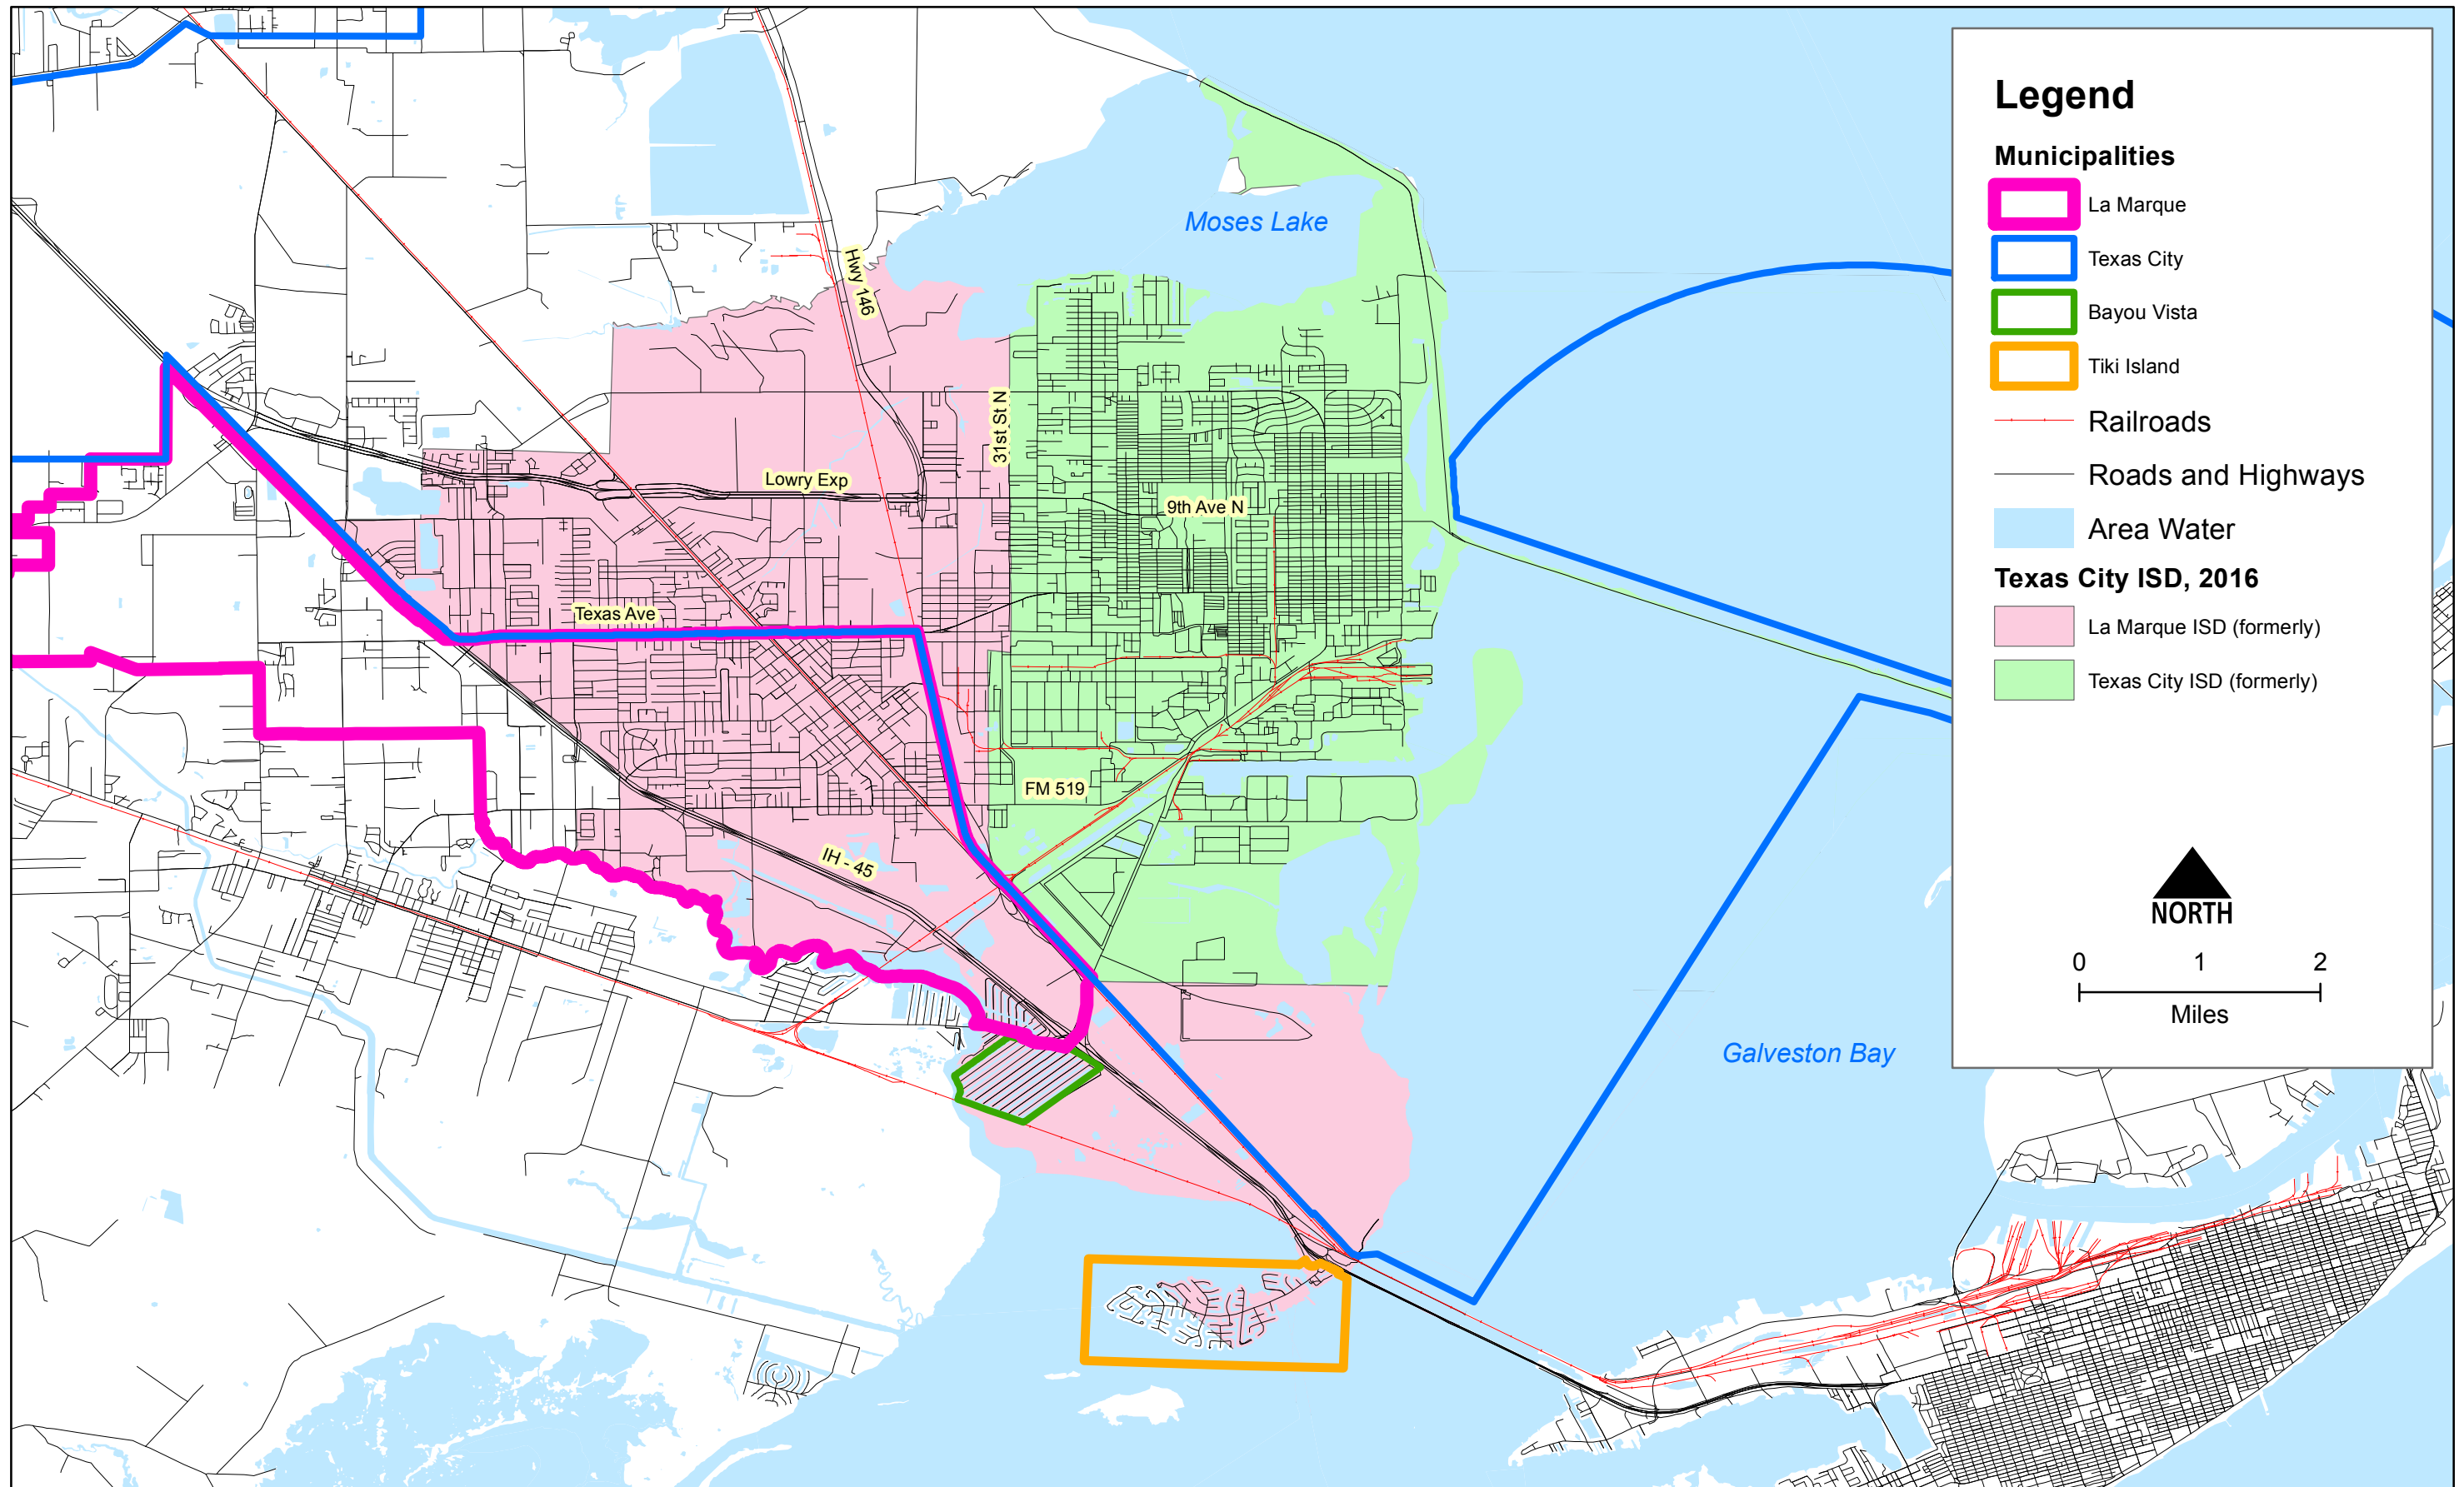 Moses Lake
Hwy 146
31st St N
Lowry Exp
9th Ave N
Texas Ave
FM 519
IH - 45
Galveston Bay
Legend
Municipalities
La Marque
Texas City
Bayou Vista
Tiki Island
Railroads
Roads and Highways
Area Water
Texas City ISD, 2016
La Marque ISD (formerly)
Texas City ISD (formerly)
NORTH
0 1 2
Miles